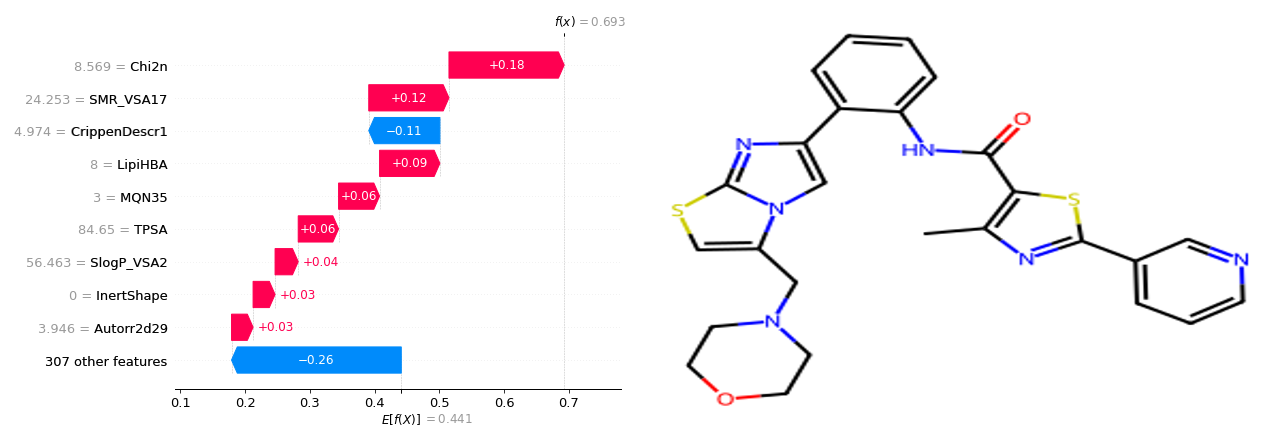 f(x) = 0.693
8.569 = Chi2n
+0.18
24.253 = SMR_VSA17
+0.12
4.974 = CrippenDescr1
−0.11
8 = LipiHBA
+0.09
3 = MQN35
+0.06
84.65 = TPSA
+0.06
56.463 = SlogP_VSA2
+0.04
0 = InertShape
+0.03
3.946 = Autorr2d29
+0.03
307 other features
−0.26
0.1 0.2 0.3 0.4 0.5 0.6 0.7
E[f(X)] = 0.441
O
N
HN
S
N
S
N
N
N
O